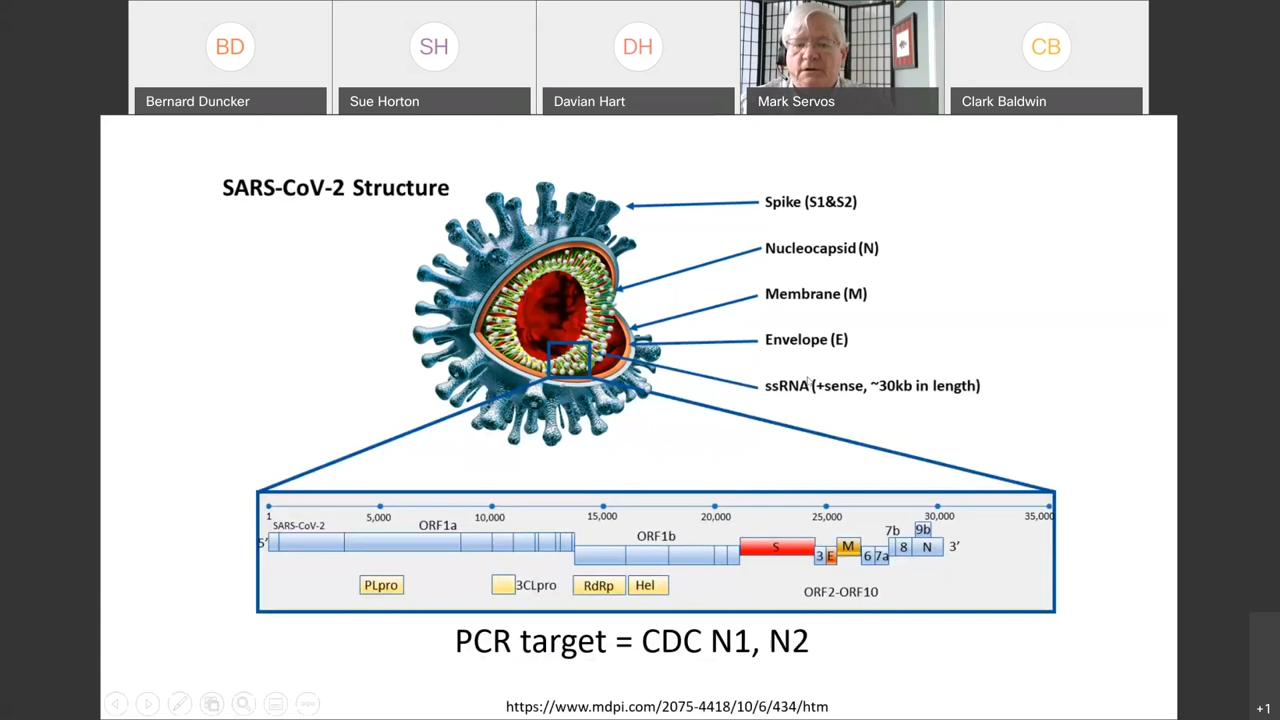 BD
SH
DH
CB
Bernard Duncker
Sue Horton
Davian Hart
Mark Servos
Clark Baldwin
SARS-CoV-2 Structure
Spike (S1&S2)
Nucleocapsid (N)
Membrane (M)
Envelope (E)
ssRNA (+sense, ~30kb in length)
1 5,000 10,000 15,000 20,000 25,000 30,000 35,000
SARS-CoV-2
ORF1a
ORF1b
7b
9b
5’
S
3
E
M
6
7a
8
N
3’
PLpro
3CLpro
RdRp
Hel
ORF2-ORF10
PCR target = CDC N1, N2
https://www.mdpi.com/2075-4418/10/6/434/htm
+1